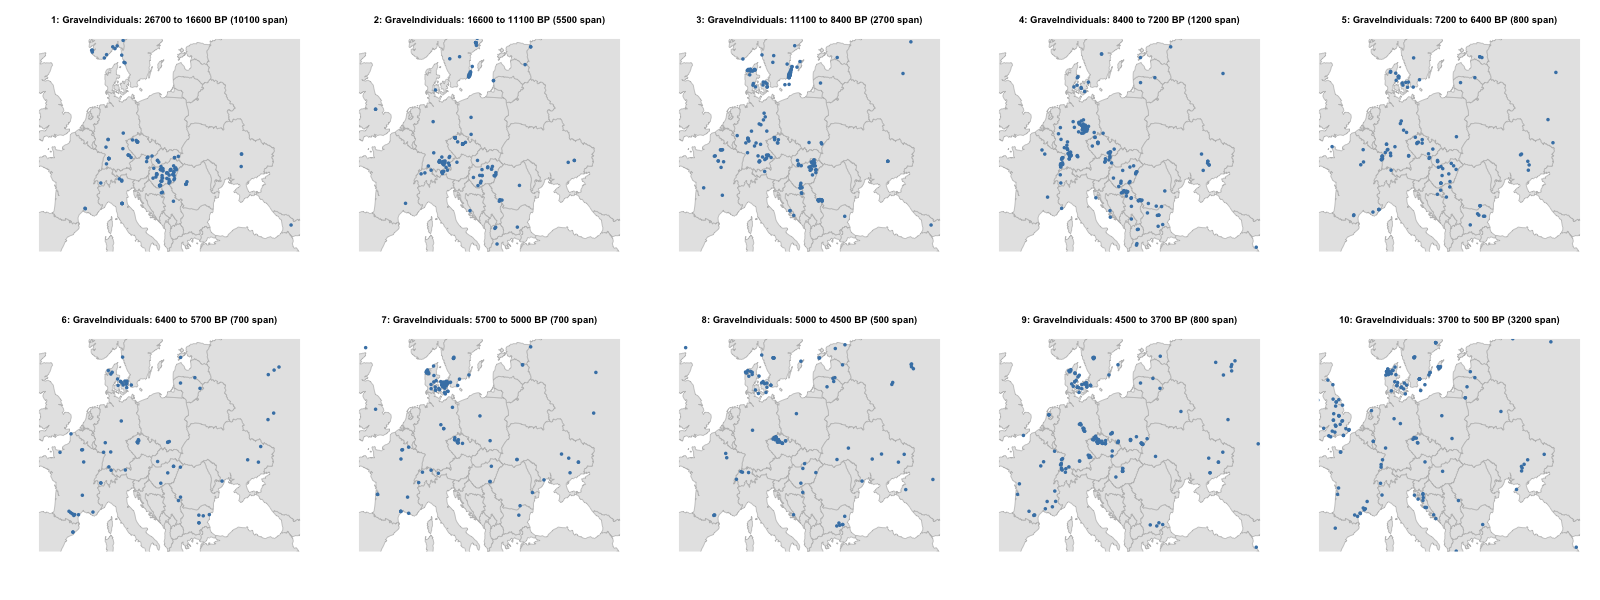 1: GraveIndividuals: 26700 to 16600 BP (10100 span)
2: GraveIndividuals: 16600 to 11100 BP (5500 span)
3: GraveIndividuals: 11100 to 8400 BP (2700 span)
4: GraveIndividuals: 8400 to 7200 BP (1200 span)
5: GraveIndividuals: 7200 to 6400 BP (800 span)
6: GraveIndividuals: 6400 to 5700 BP (700 span)
7: GraveIndividuals: 5700 to 5000 BP (700 span)
8: GraveIndividuals: 5000 to 4500 BP (500 span)
9: GraveIndividuals: 4500 to 3700 BP (800 span)
10: GraveIndividuals: 3700 to 500 BP (3200 span)